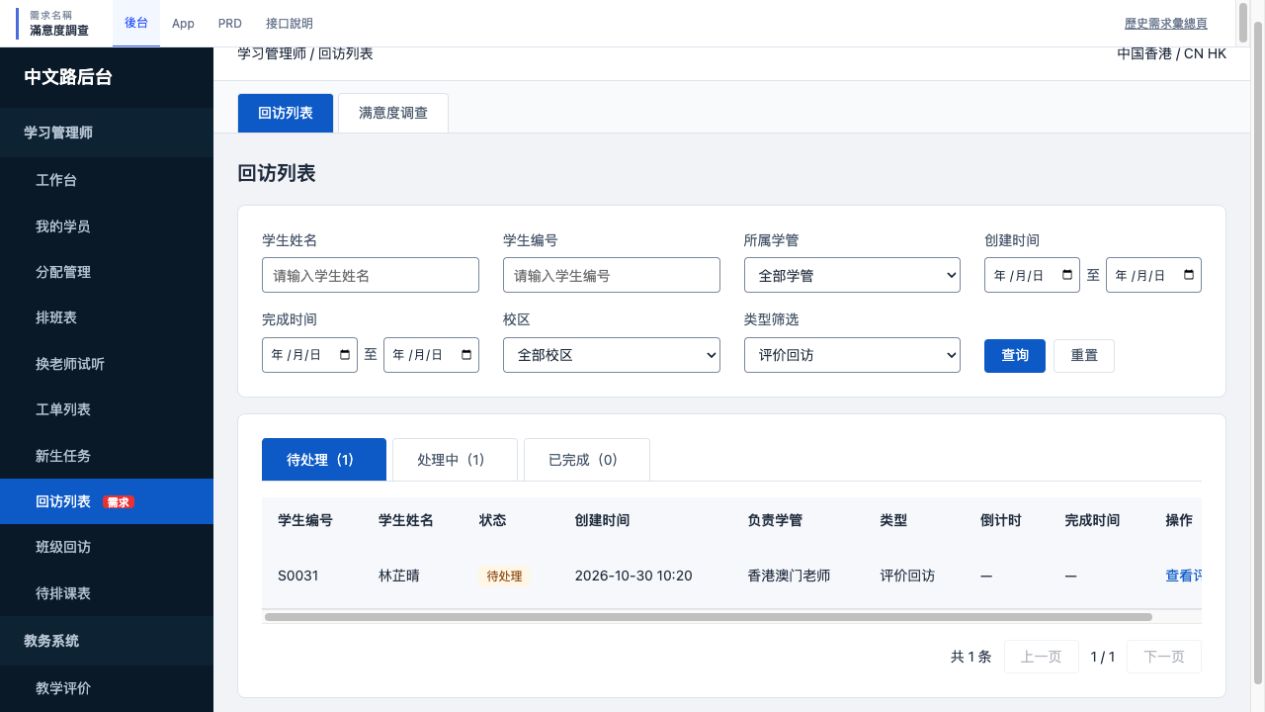 需求名稱
滿意度調查
後台 App PRD 接口說明 歷史需求彙總頁
中文路后台
学习管理师 / 回访列表 中国香港 / CN HK
回访列表 满意度调查
学习管理师
工作台
我的学员
分配管理
排班表
换老师试听
工单列表
新生任务
回访列表 需求
班级回访
待排课表
教务系统
教学评价
回访列表
学生姓名 学生编号 所属学管 创建时间
请输入学生姓名 请输入学生编号 全部学管 年 /月/日 至 年 /月/日
完成时间 校区 类型筛选
年 /月/日 至 年 /月/日 全部校区 评价回访 查询 重置
待处理（1） 处理中（1） 已完成（0）
学生编号 学生姓名 状态 创建时间 负责学管 类型 倒计时 完成时间 操作
S0031 林芷晴 待处理 2026-10-30 10:20 香港澳门老师 评价回访 — — 查看
共 1 条 上一页 1 / 1 下一页